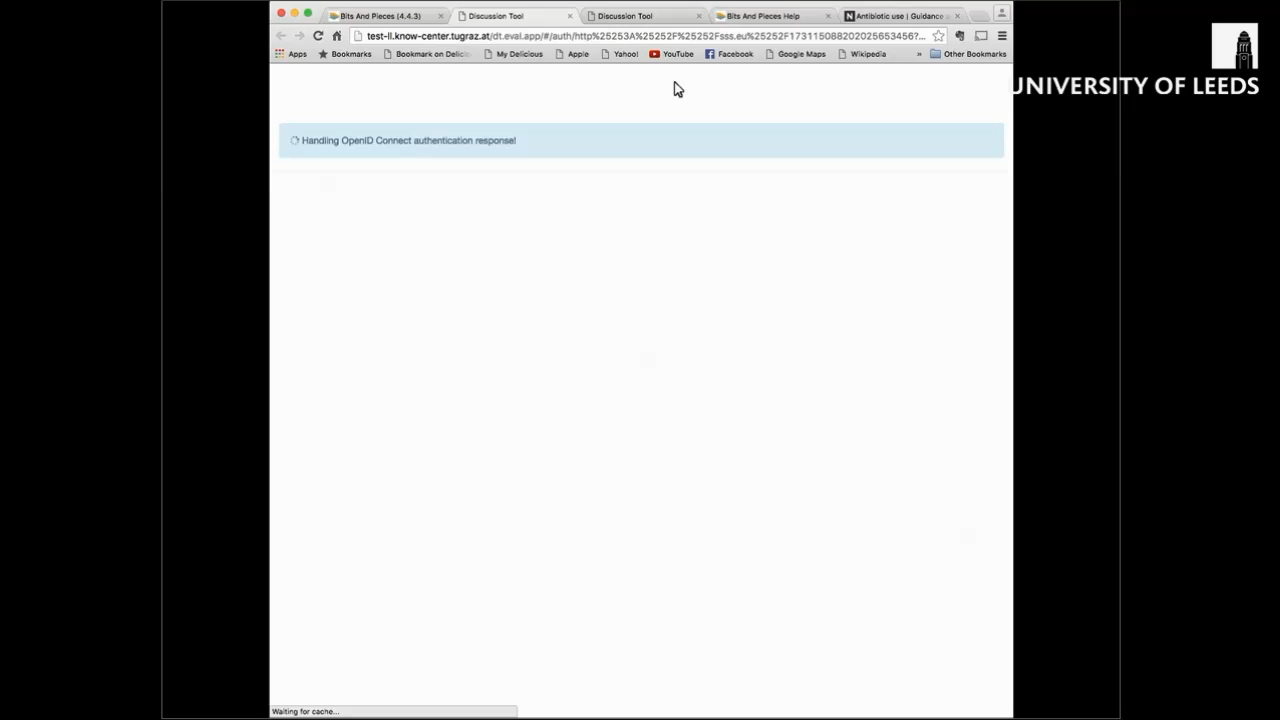 Bits And Pieces (4.4.3)
Discussion Tool
Discussion Tool
Bits And Pieces Help
Antibiotic use | Guidance
test-ll.know-center.tugraz.at/dt.eval.app/#/auth/http%25253A%25252F%25252Fsss.eu%25252F173115088202025653456?...
Apps
Bookmarks
Bookmark on Delicio
My Delicious
Apple
Yahoo!
YouTube
Facebook
Google Maps
Wikipedia
»
Other Bookmarks
UNIVERSITY OF LEEDS
Handling OpenID Connect authentication response!
Waiting for cache...